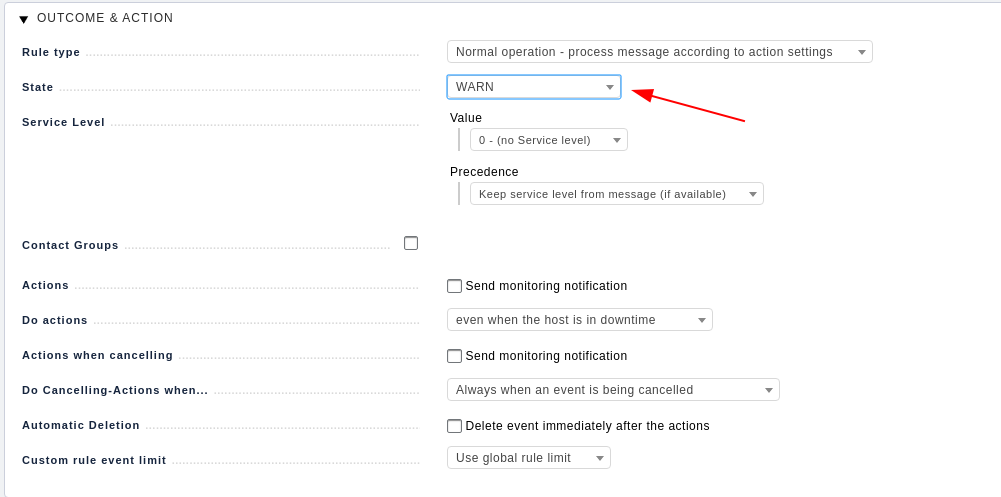 OUTCOME & ACTION
Rule type Normal operation - process message according to action settings
State WARN
Service Level Value
0 - (no Service level)
Precedence
Keep service level from message (if available)
Contact Groups
Actions Send monitoring notification
Do actions even when the host is in downtime
Actions when cancelling Send monitoring notification
Do Cancelling-Actions when... Always when an event is being cancelled
Automatic Deletion Delete event immediately after the actions
Custom rule event limit Use global rule limit